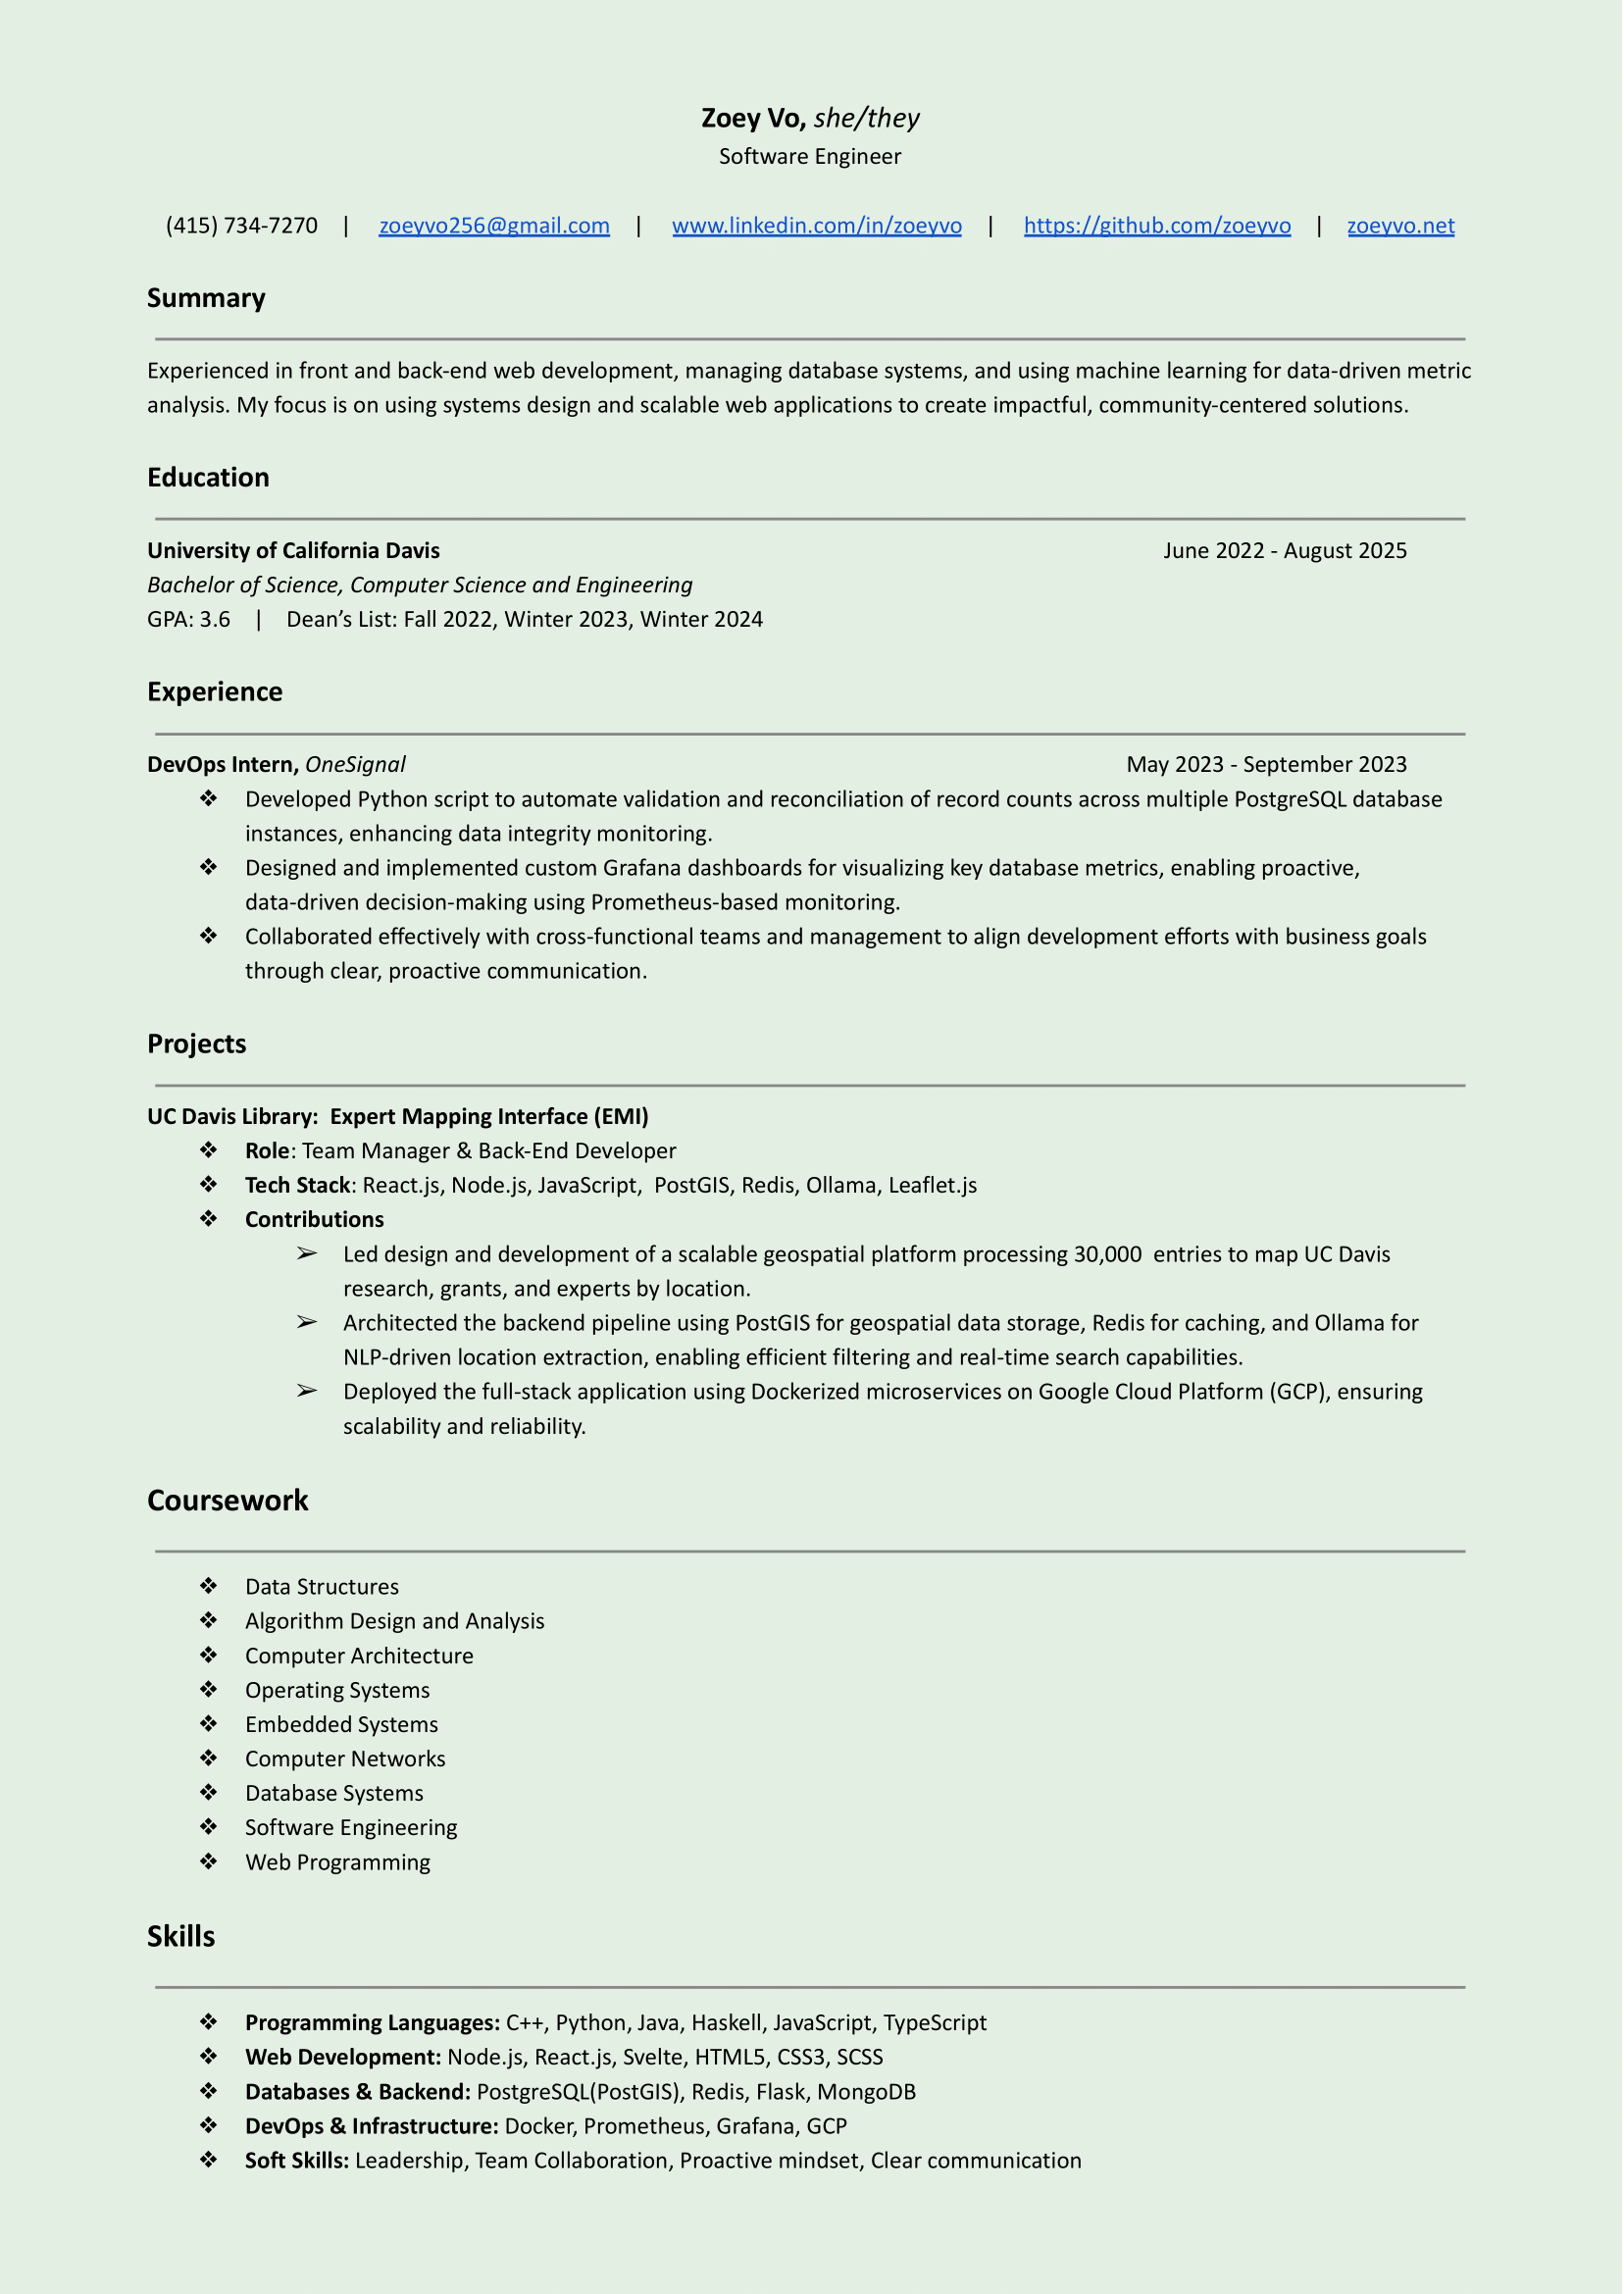 Zoey Vo, she/they
Software Engineer
(415) 734-7270 | zoeyvo256@gmail.com | www.linkedin.com/in/zoeyvo | https://github.com/zoeyvo | zoeyvo.net
Summary
Experienced in front and back-end web development, managing database systems, and using machine learning for data-driven metric
analysis. My focus is on using systems design and scalable web applications to create impactful, community-centered solutions.
Education
University of California Davis June 2022 - August 2025
Bachelor of Science, Computer Science and Engineering
GPA: 3.6 | Dean’s List: Fall 2022, Winter 2023, Winter 2024
Experience
DevOps Intern, OneSignal May 2023 - September 2023
❖ Developed Python script to automate validation and reconciliation of record counts across multiple PostgreSQL database
instances, enhancing data integrity monitoring.
❖ Designed and implemented custom Grafana dashboards for visualizing key database metrics, enabling proactive,
data-driven decision-making using Prometheus-based monitoring.
❖ Collaborated effectively with cross-functional teams and management to align development efforts with business goals
through clear, proactive communication.
Projects
UC Davis Library: Expert Mapping Interface (EMI)
❖ Role: Team Manager & Back-End Developer
❖ Tech Stack: React.js, Node.js, JavaScript, PostGIS, Redis, Ollama, Leaflet.js
❖ Contributions
➢ Led design and development of a scalable geospatial platform processing 30,000 entries to map UC Davis
research, grants, and experts by location.
➢ Architected the backend pipeline using PostGIS for geospatial data storage, Redis for caching, and Ollama for
NLP-driven location extraction, enabling efficient filtering and real-time search capabilities.
➢ Deployed the full-stack application using Dockerized microservices on Google Cloud Platform (GCP), ensuring
scalability and reliability.
Coursework
❖ Data Structures
❖ Algorithm Design and Analysis
❖ Computer Architecture
❖ Operating Systems
❖ Embedded Systems
❖ Computer Networks
❖ Database Systems
❖ Software Engineering
❖ Web Programming
Skills
❖ Programming Languages: C++, Python, Java, Haskell, JavaScript, TypeScript
❖ Web Development: Node.js, React.js, Svelte, HTML5, CSS3, SCSS
❖ Databases & Backend: PostgreSQL(PostGIS), Redis, Flask, MongoDB
❖ DevOps & Infrastructure: Docker, Prometheus, Grafana, GCP
❖ Soft Skills: Leadership, Team Collaboration, Proactive mindset, Clear communication